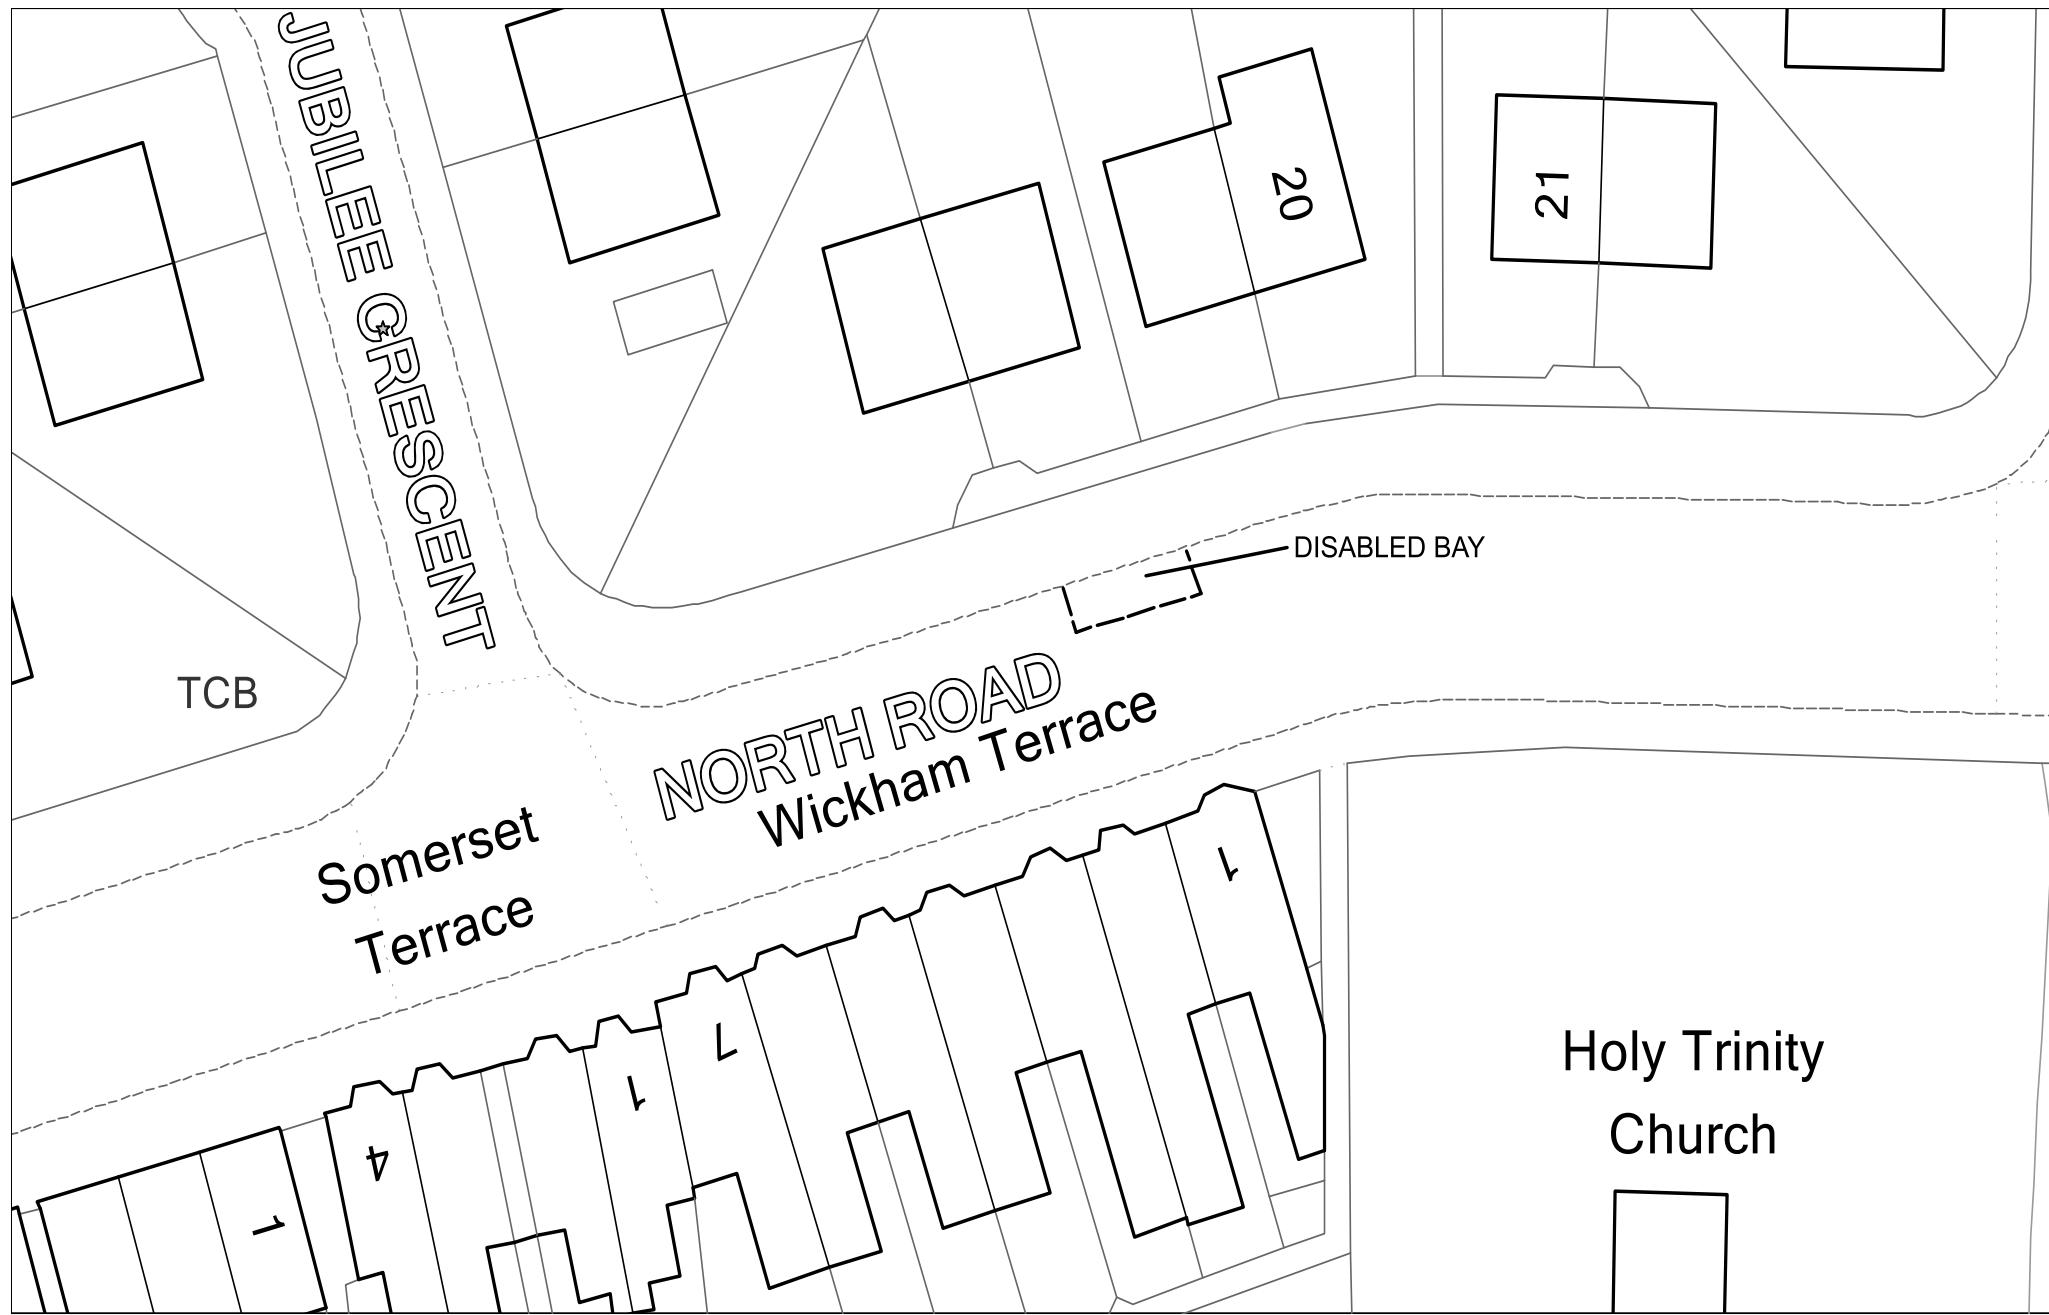 JUBILEE CRESCENT
20
21
DISABLED BAY
TCB
NORTH ROAD
Wickham Terrace
Somerset
Terrace
1
7
1
4
1
Holy Trinity
Church